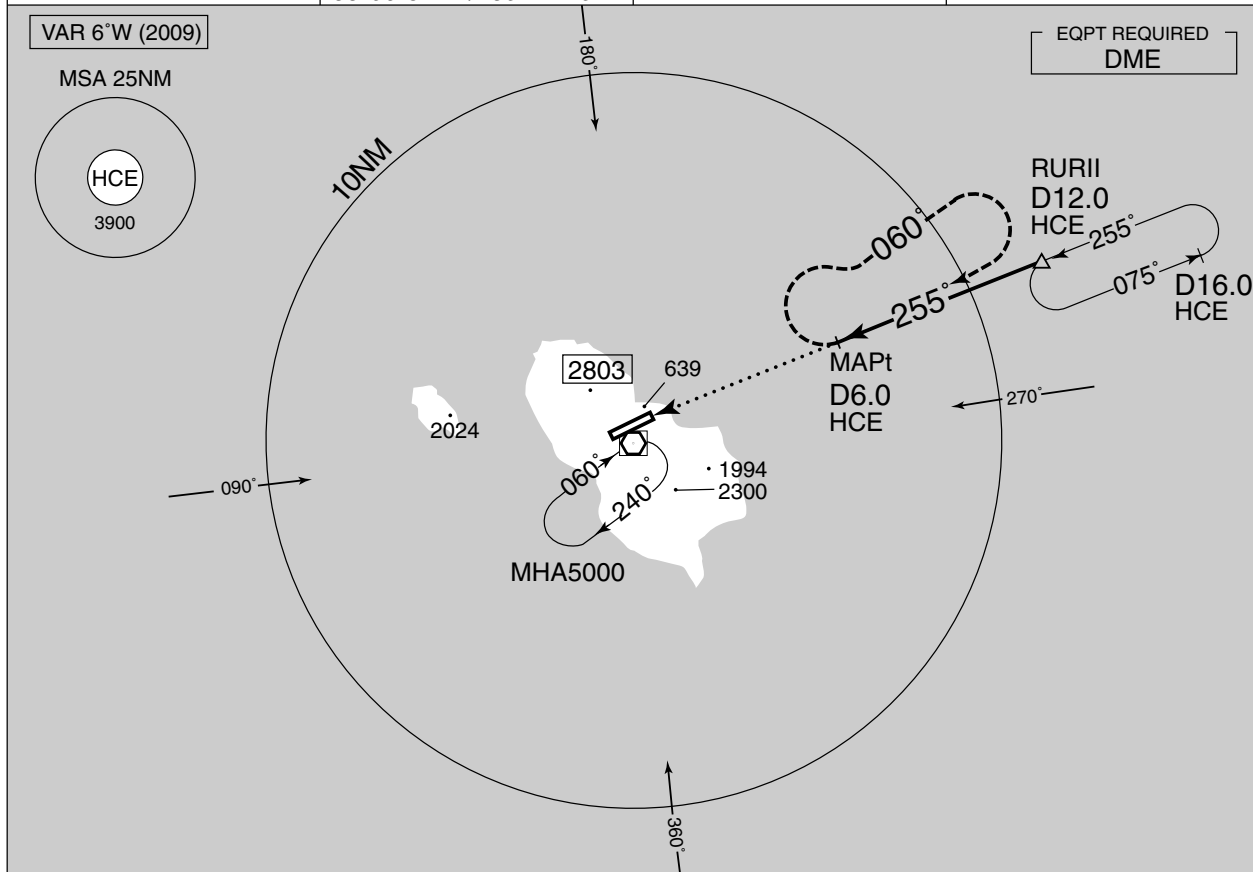 VAR 6˚W (2009)
EQPT REQUIRED
DME
MSA 25NM
HCE
3900
10NM
180˚
RURII
D12.0
HCE
255˚
075˚
D16.0
HCE
060˚
255˚
MAPt
D6.0
HCE
270˚
2803
639
2024
1994
2300
090˚
060˚
240˚
MHA5000
360˚